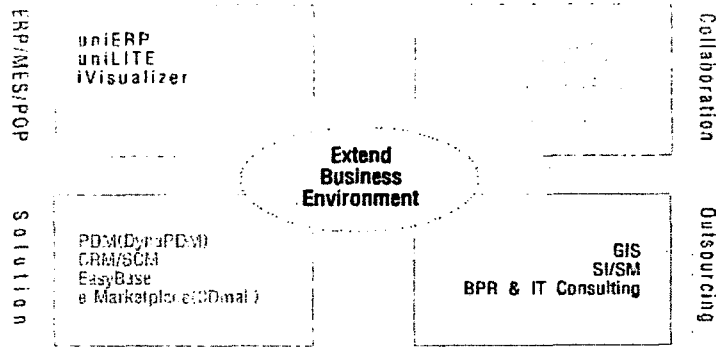 ERP/MES/POP
uniERP
uniLITE
iVisualizer
Collaboration
Extend
Business
Environment
Solution
PDM(DynaPDM)
CRM/SCM
EasyBase
GIS
SI/SM
BPR & IT Consulting
Outsourcing